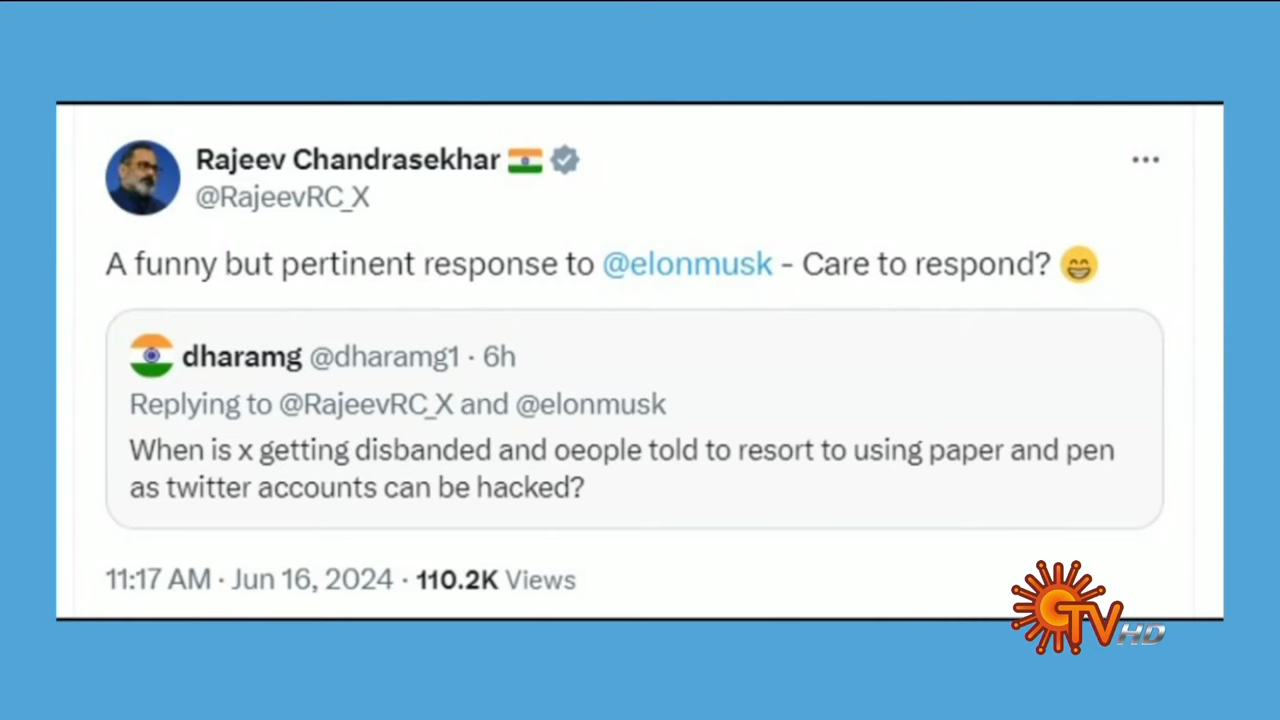 Rajeev Chandrasekhar
@RajeevRC_X
A funny but pertinent response to @elonmusk - Care to respond? 😁
dharamg @dharamg1 · 6h
Replying to @RajeevRC_X and @elonmusk
When is x getting disbanded and oeople told to resort to using paper and pen
as twitter accounts can be hacked?
11:17 AM · Jun 16, 2024 · 110.2K Views
TV HD